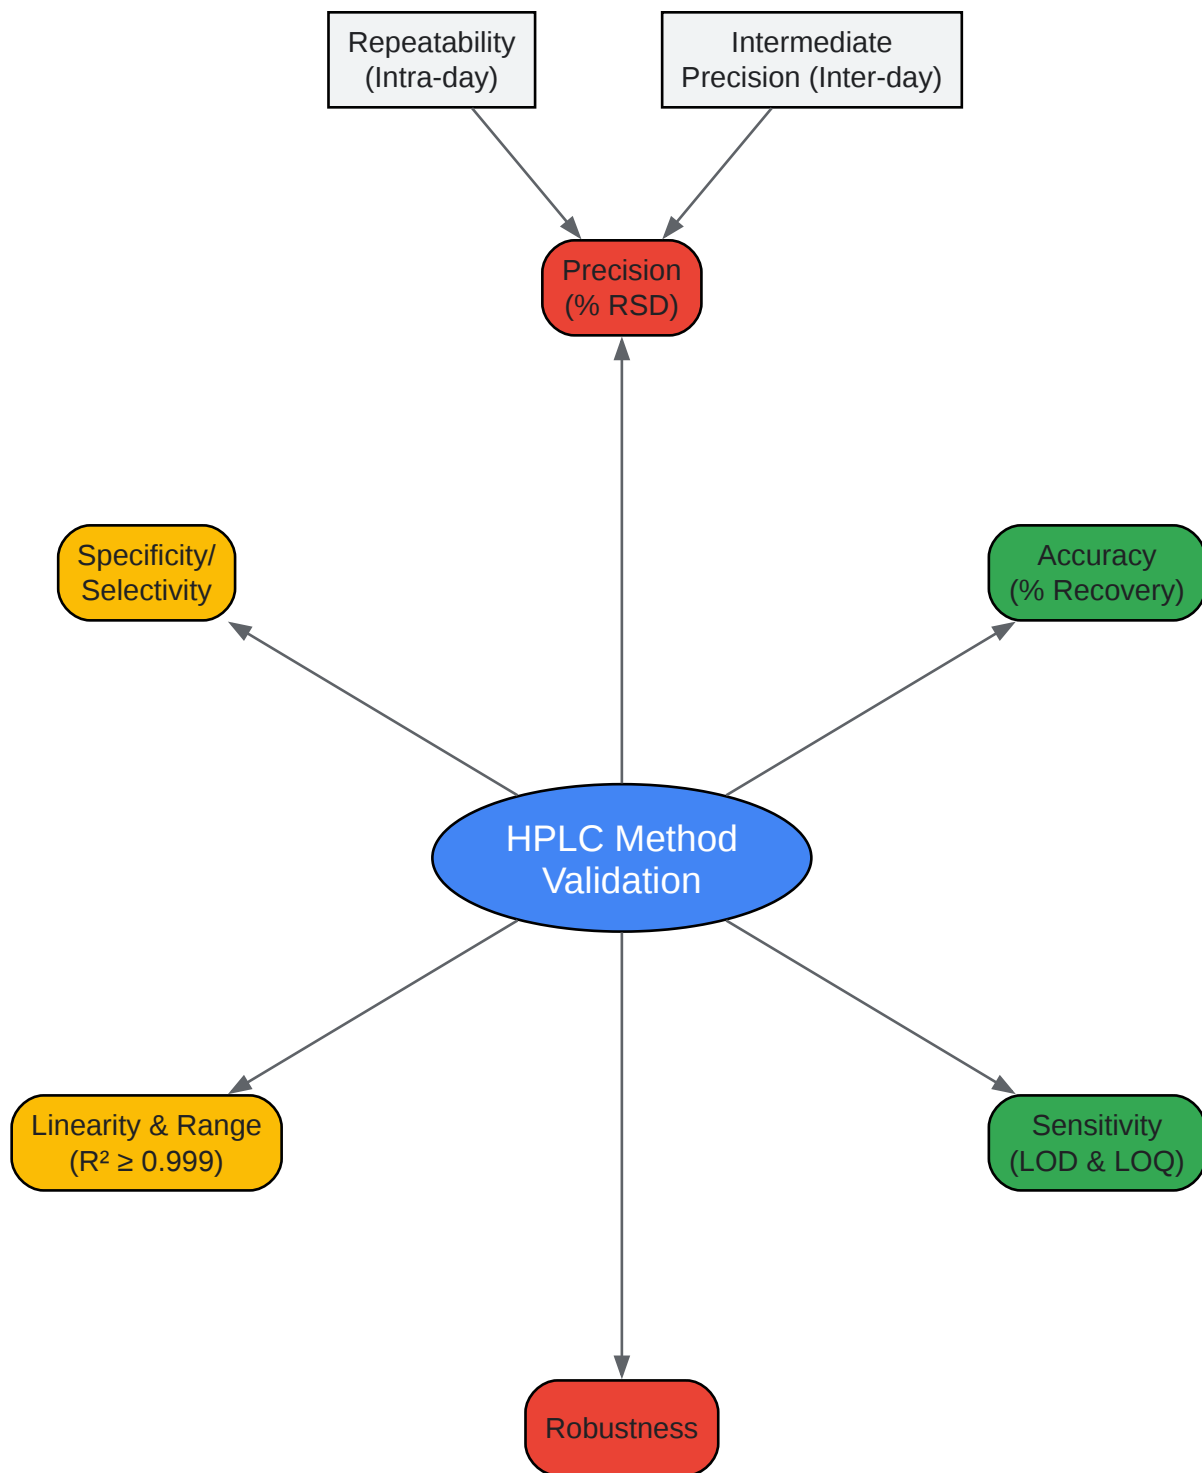 Repeatability
(Intra-day)
Intermediate
Precision (Inter-day)
Precision
(% RSD)
Specificity/
Selectivity
Accuracy
(% Recovery)
HPLC Method
Validation
Linearity & Range
(R² ≥ 0.999)
Sensitivity
(LOD & LOQ)
Robustness